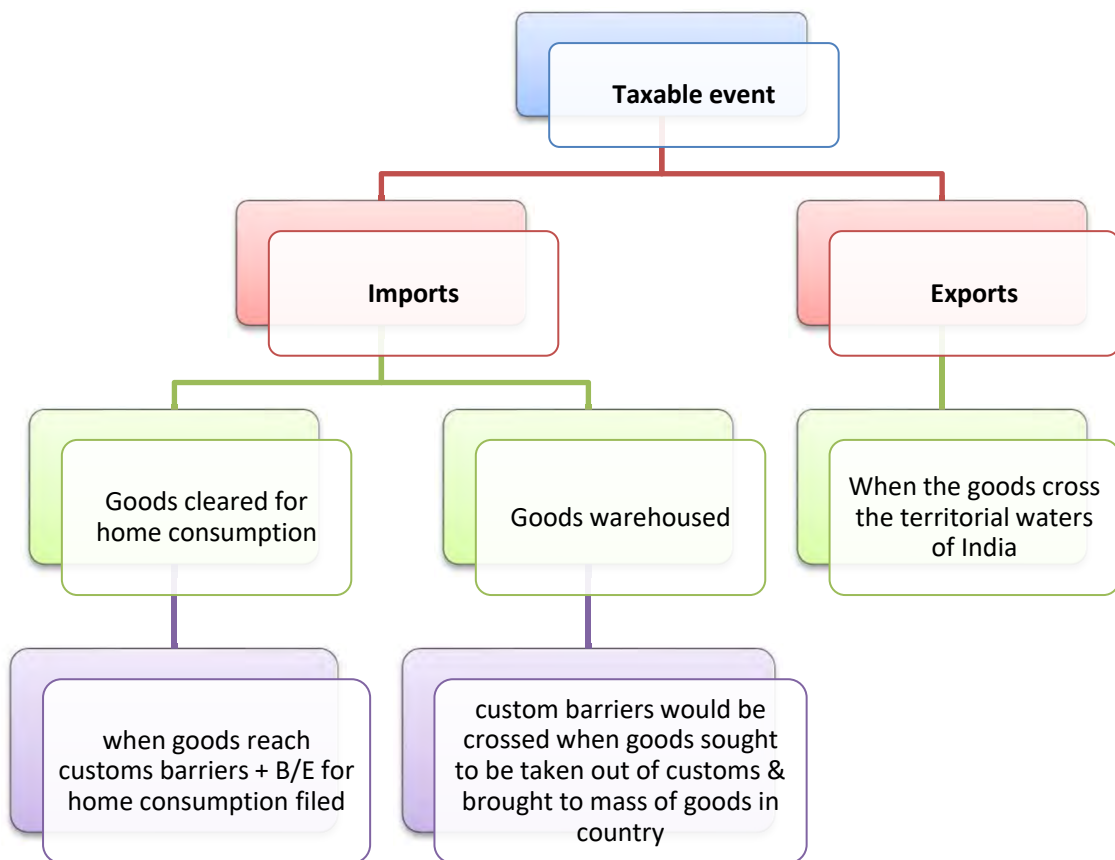 Taxable event
Imports
Exports
Goods cleared for
home consumption
Goods warehoused
When the goods cross
the territorial waters
of India
when goods reach
customs barriers + B/E for
home consumption filed
custom barriers would be
crossed when goods sought
to be taken out of customs &
brought to mass of goods in
country